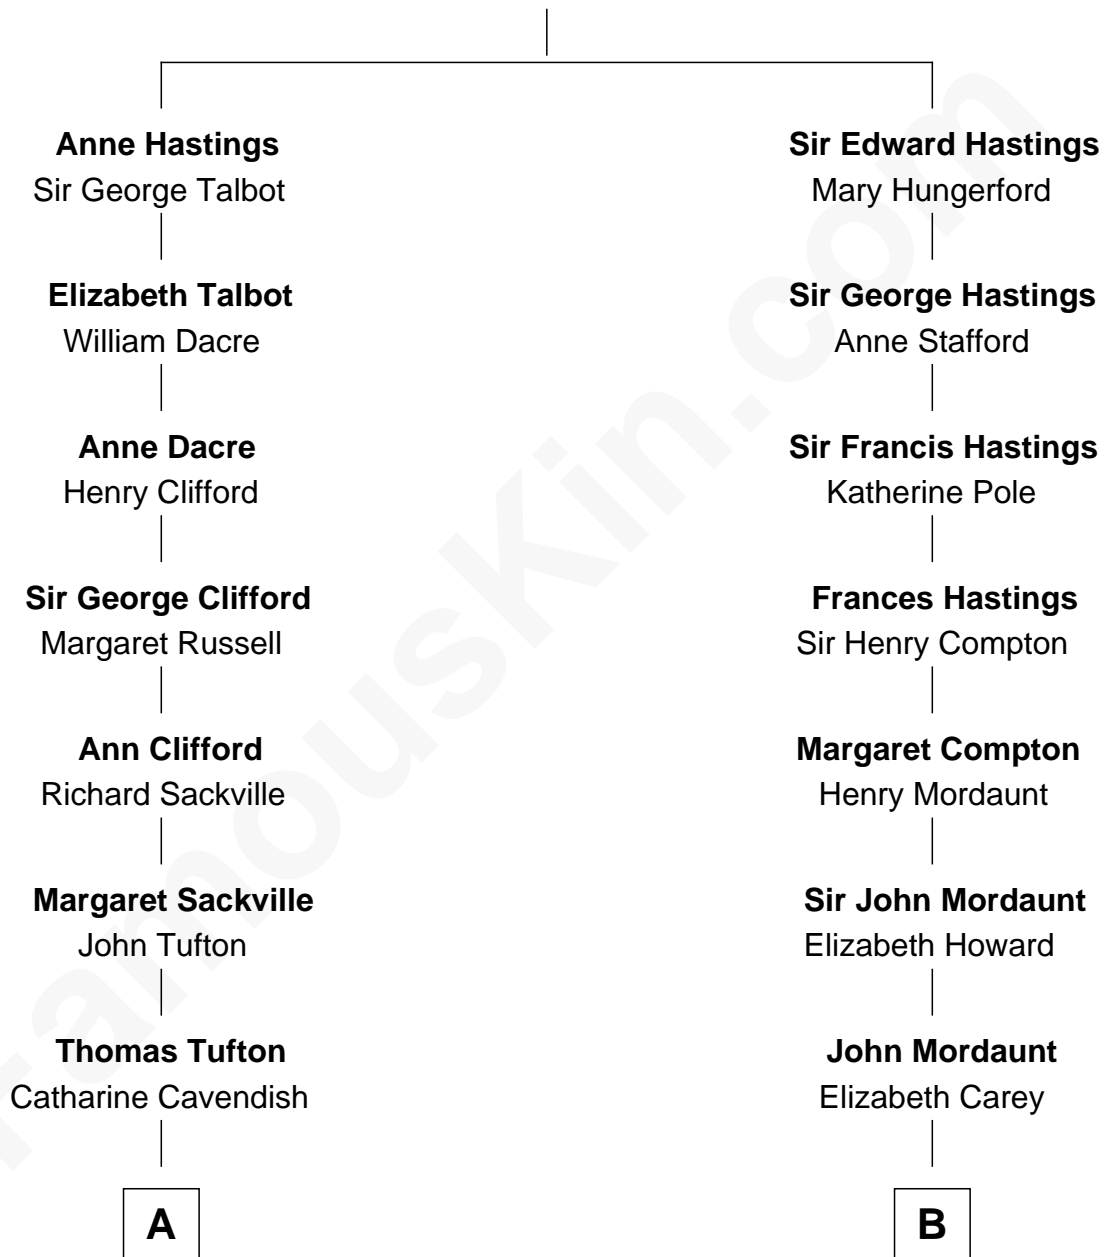 Anne Hastings
Sir George Talbot
Elizabeth Talbot
William Dacre
Anne Dacre
Henry Clifford
Sir George Clifford
Margaret Russell
Ann Clifford
Richard Sackville
Margaret Sackville
John Tufton
Thomas Tufton
Catharine Cavendish
A
Sir Edward Hastings
Mary Hungerford
Sir George Hastings
Anne Stafford
Sir Francis Hastings
Katherine Pole
Frances Hastings
Sir Henry Compton
Margaret Compton
Henry Mordaunt
Sir John Mordaunt
Elizabeth Howard
John Mordaunt
Elizabeth Carey
B
FamousKin.com